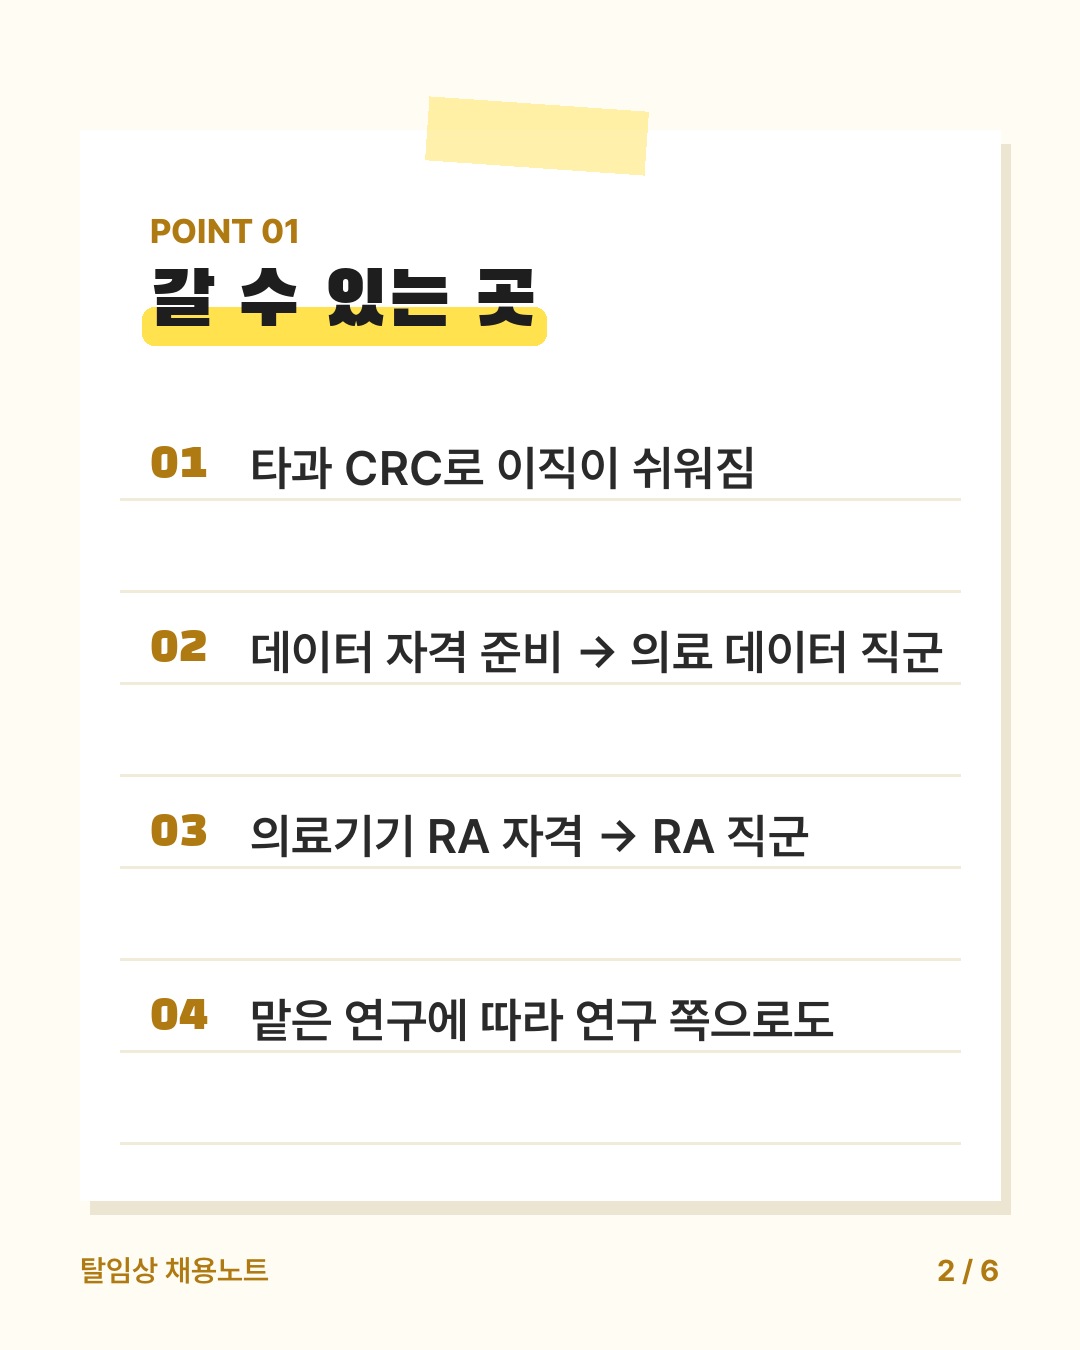 POINT 01
갈 수 있는 곳
01 타과 CRC로 이직이 쉬워짐
02 데이터 자격 준비 → 의료 데이터 직군
03 의료기기 RA 자격 → RA 직군
04 맡은 연구에 따라 연구 쪽으로도
탈임상 채용노트 2 / 6